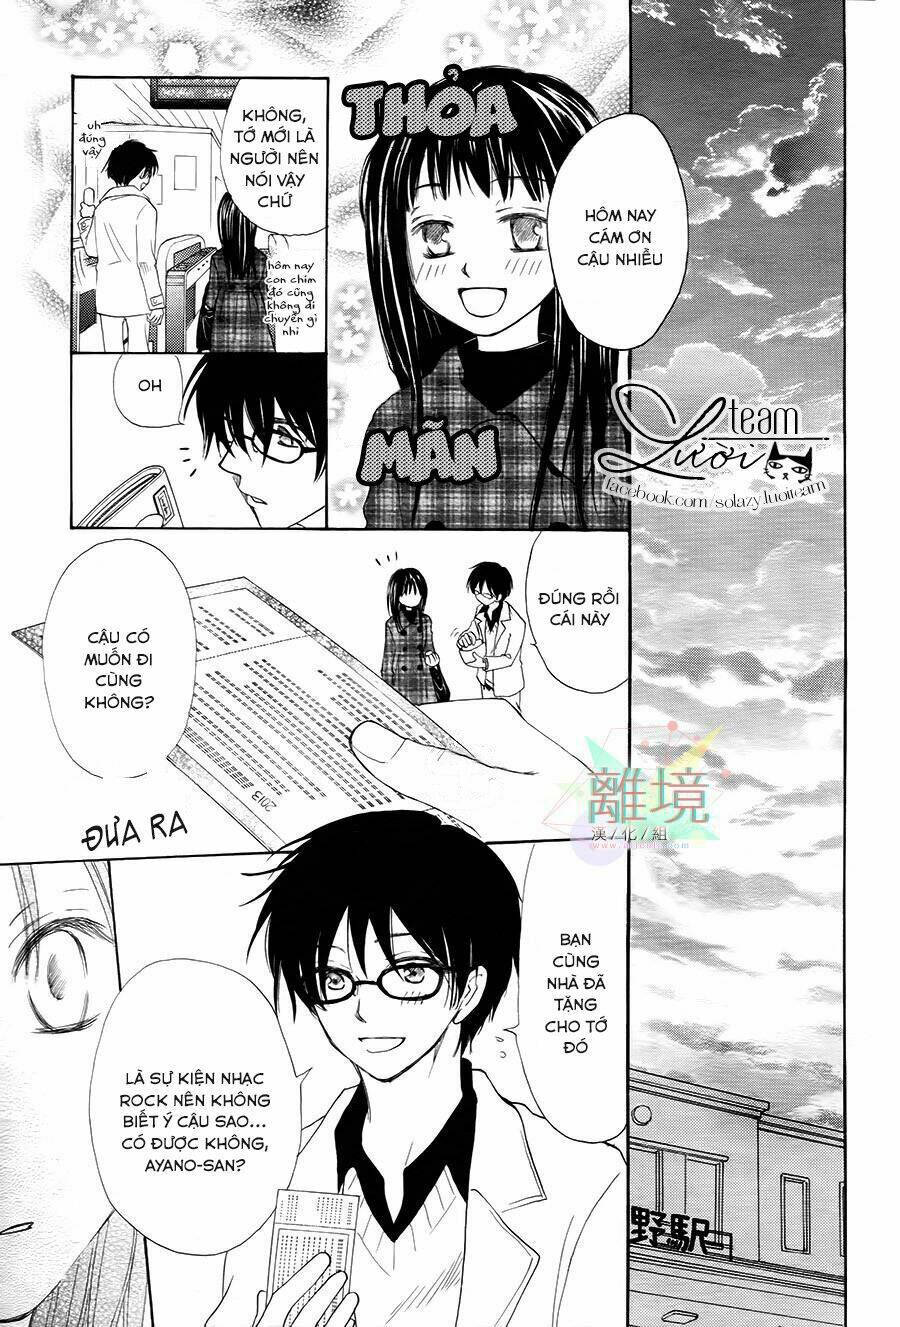 THỎA
MÃN
HÔM NAY
CÁM ƠN
CẬU NHIỀU
KHÔNG,
TỚ MỚI LÀ
NGƯỜI NÊN
NÓI VẬY
CHỨ
uh
đúng
vậy
hôm nay
con chim
đó cũng
không di
chuyển gì
nhỉ
OH
team
Lười
facebook.com/solazy.luoiteam
ĐÚNG RỒI
CÁI NÀY
CẬU CÓ
MUỐN ĐI
CÙNG
KHÔNG?
2013
ĐƯA RA
離境
漢/化/組
BẠN
CÙNG
NHÀ ĐÃ
TẶNG
CHO TỚ
ĐÓ
LÀ SỰ KIỆN NHẠC
ROCK NÊN KHÔNG
BIẾT Ý CẬU SAO...
CÓ ĐƯỢC KHÔNG,
AYANO-SAN?
野駅